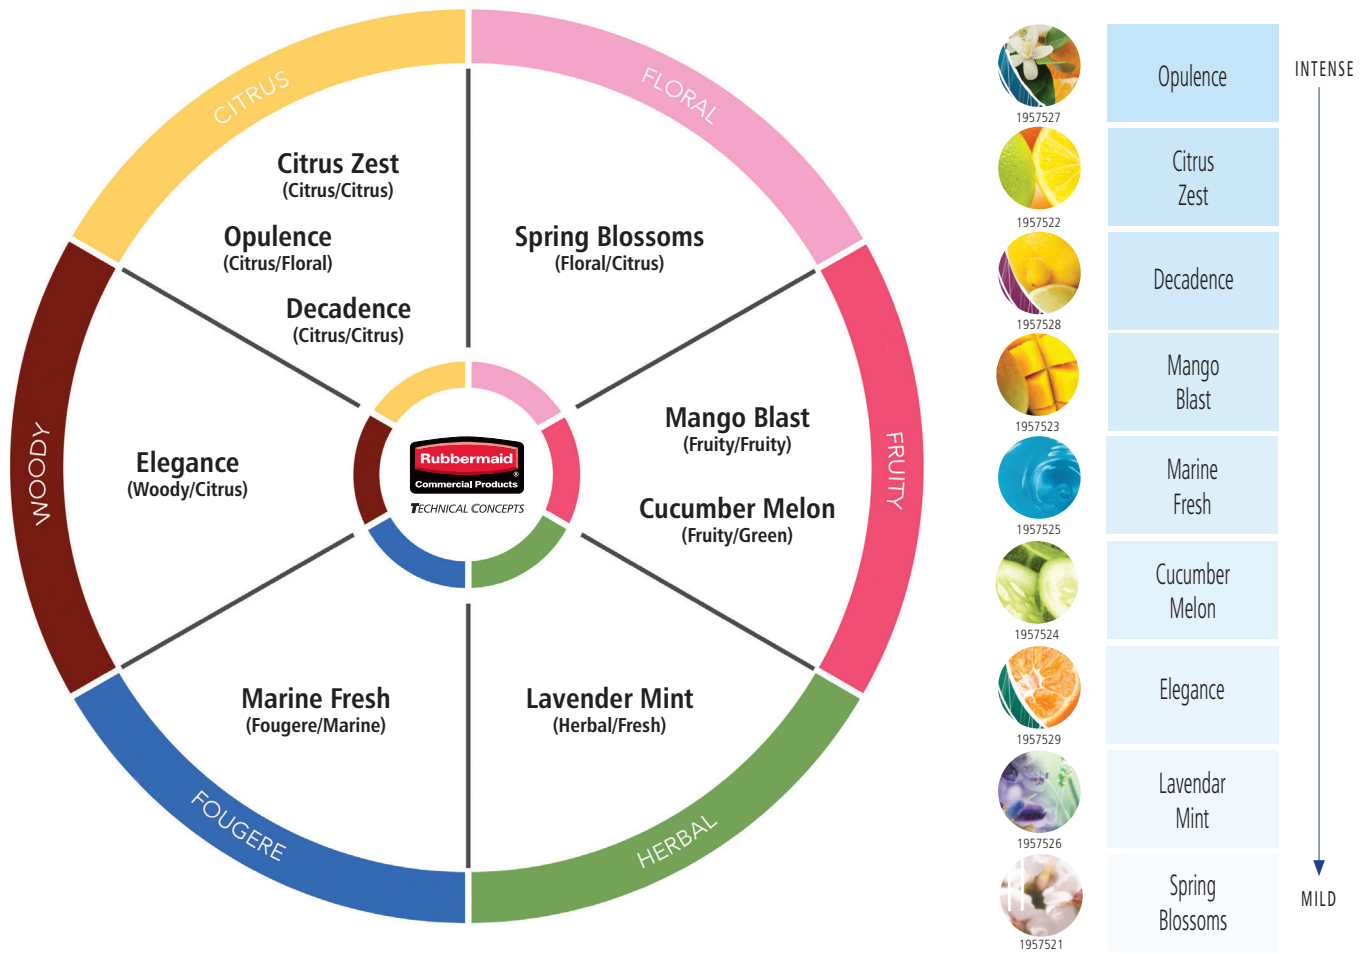 CITRUS
FLORAL
Citrus Zest
(Citrus/Citrus)
Opulence
(Citrus/Floral)
Decadence
(Citrus/Citrus)
Spring Blossoms
(Floral/Citrus)
WOODY
Elegance
(Woody/Citrus)
Rubbermaid
®
Commercial Products
TECHNICAL CONCEPTS
Mango Blast
(Fruity/Fruity)
Cucumber Melon
(Fruity/Green)
FRUITY
Marine Fresh
(Fougere/Marine)
Lavender Mint
(Herbal/Fresh)
FOUGERE
HERBAL
1957527
Opulence
INTENSE
1957522
Citrus
Zest
1957528
Decadence
1957523
Mango
Blast
1957525
Marine
Fresh
1957524
Cucumber
Melon
1957529
Elegance
1957526
Lavendar
Mint
1957521
Spring
Blossoms
MILD